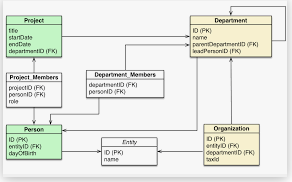 Project
title
startDate
endDate
departmentID (FK)
Department
ID (PK)
name
parentDepartmentID (FK)
leadPersonID (FK)
Project_Members
projectID (FK)
personID (FK)
role
Department_Members
departmentID (FK)
personID (FK)
Person
ID (PK)
entityID (FK)
dayOfBirth
Entity
ID (PK)
name
Organization
ID (PK)
entityID (FK)
departmentID (FK)
taxId